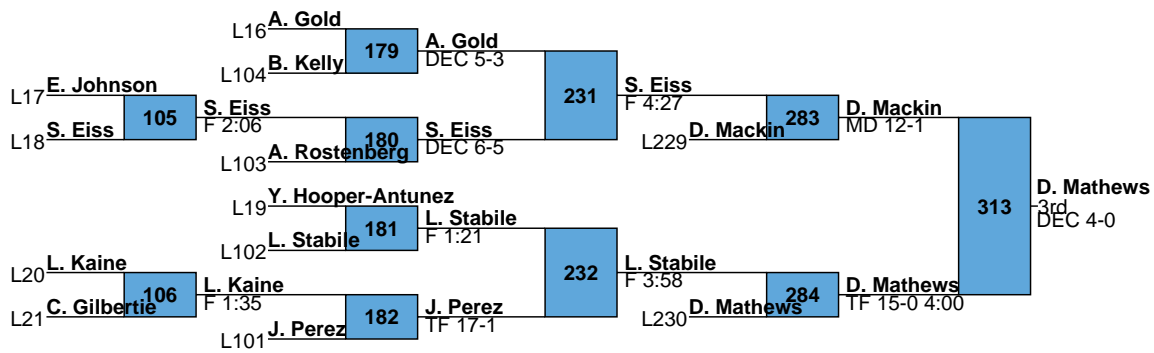 L16 A. Gold
179
L104 B. Kelly
A. Gold
DEC 5-3
L17 E. Johnson
105
L18 S. Eiss
S. Eiss
F 2:06
180
L103 A. Rostenberg
S. Eiss
DEC 6-5
231
S. Eiss
F 4:27
283
L229 D. Mackin
D. Mackin
MD 12-1
L19 Y. Hooper-Antunez
181
L102 L. Stabile
L. Stabile
F 1:21
L20 L. Kaine
106
L21 C. Gilbertie
L. Kaine
F 1:35
182
L101 J. Perez
J. Perez
TF 17-1
232
L. Stabile
F 3:58
284
L230 D. Mathews
D. Mathews
TF 15-0 4:00
313
D. Mathews
3rd
DEC 4-0